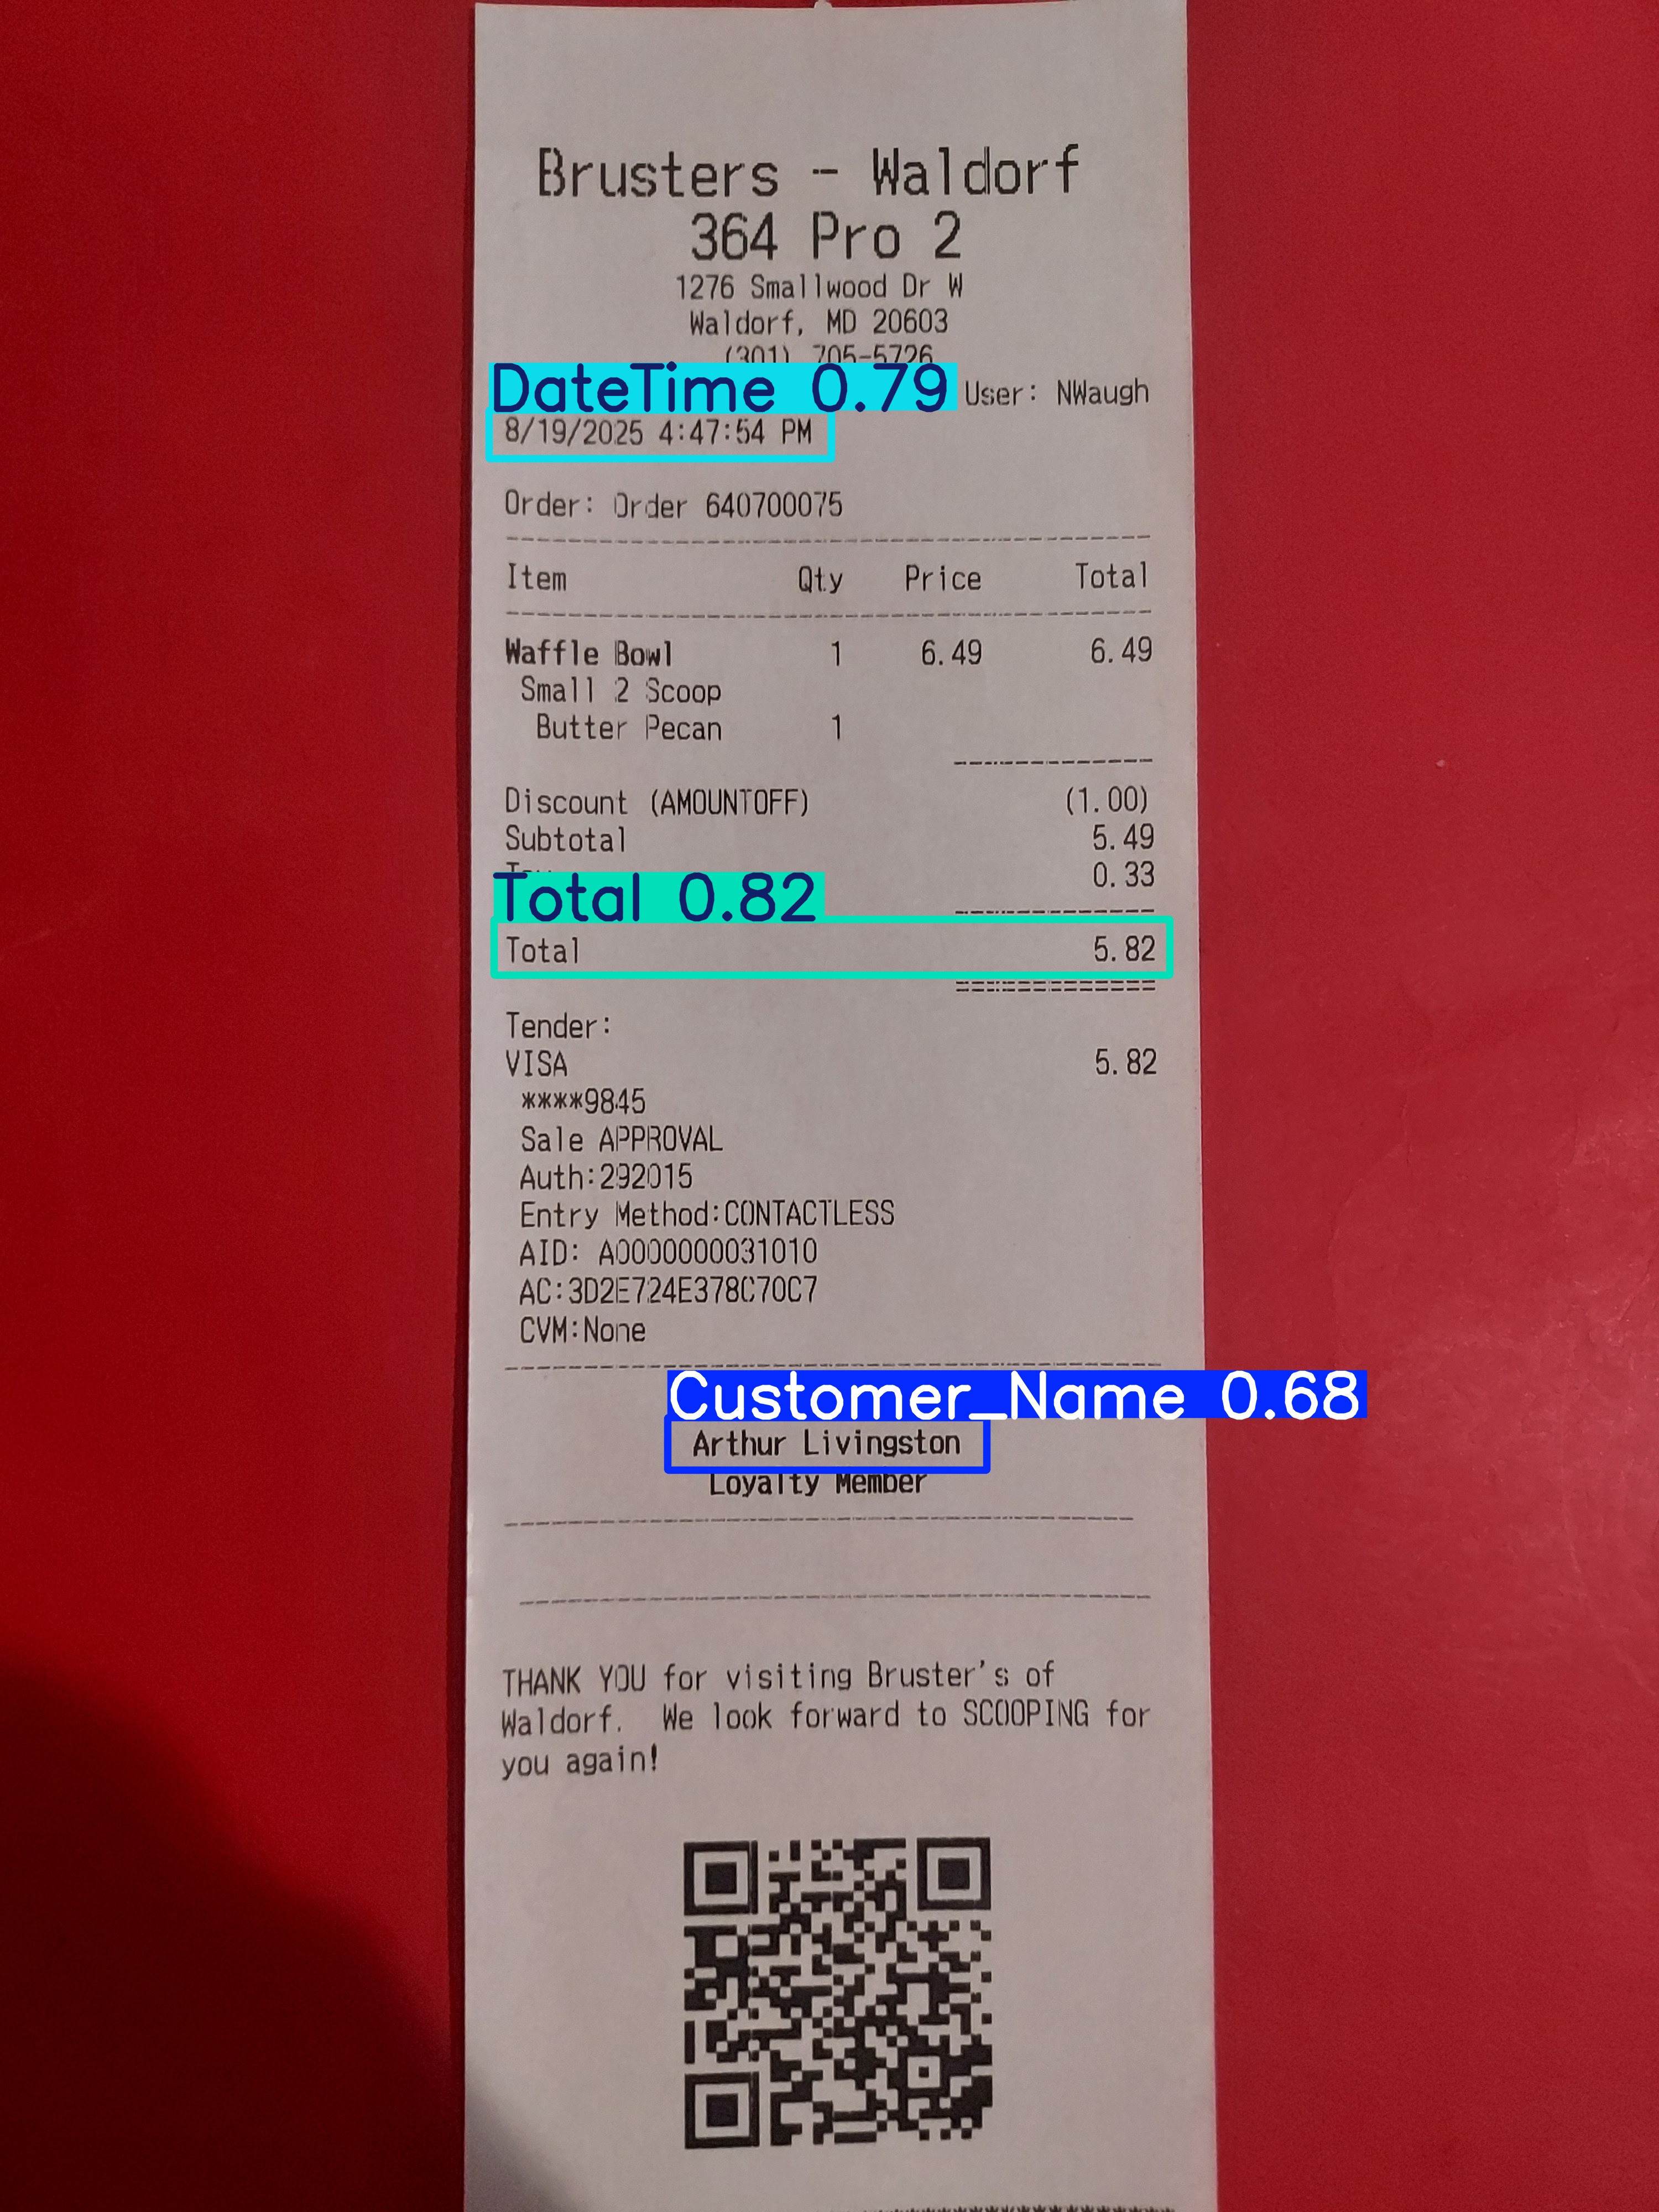 Brusters - Waldorf
364 Pro 2
1276 Smallwood Dr W
Waldorf, MD 20603
(301) 705-5726
DateTime 0.79 User: NWaugh
8/19/2025 4:47:54 PM
Order: Order 640700075
Item Qty Price Total
Waffle Bowl 1 6.49 6.49
Small 2 Scoop
Butter Pecan 1
Discount (AMOUNTOFF) (1.00)
Subtotal 5.49
0.33
Total 0.82
Total 5.82
Tender:
VISA 5.82
****9845
Sale APPROVAL
Auth:292015
Entry Method:CONTACTLESS
AID: A0000000031010
AC:3D2E724E378C70C7
CVM:None
Customer_Name 0.68
Arthur Livingston
Loyalty Member
THANK YOU for visiting Bruster's of
Waldorf. We look forward to SCOOPING for
you again!